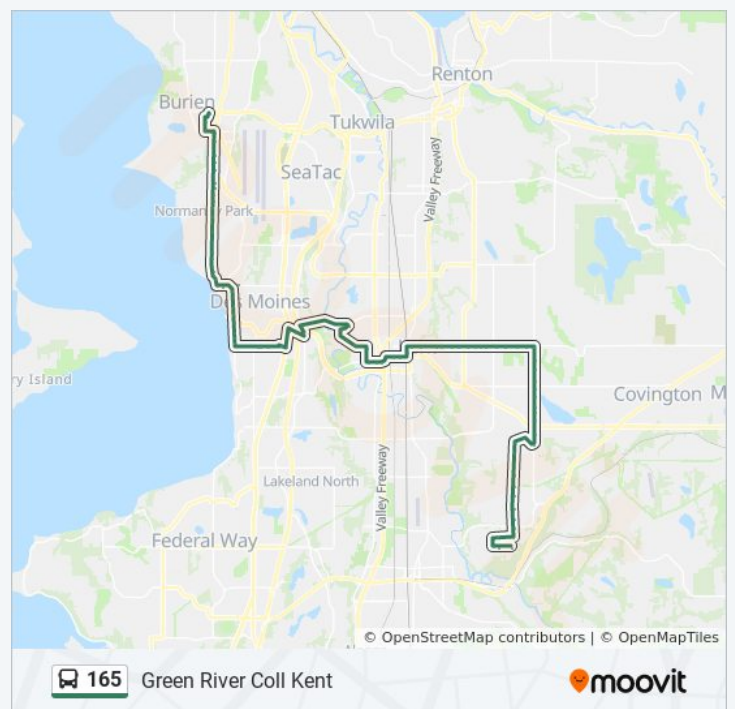 Renton
Burien
Tukwila
SeaTac
Valley Freeway
Normandy Park
Des Moines
ry Island
Covington M
Lakeland North
Valley Freeway
Federal Way
© OpenStreetMap contributors | © OpenMapTiles
165 Green River Coll Kent
moovit